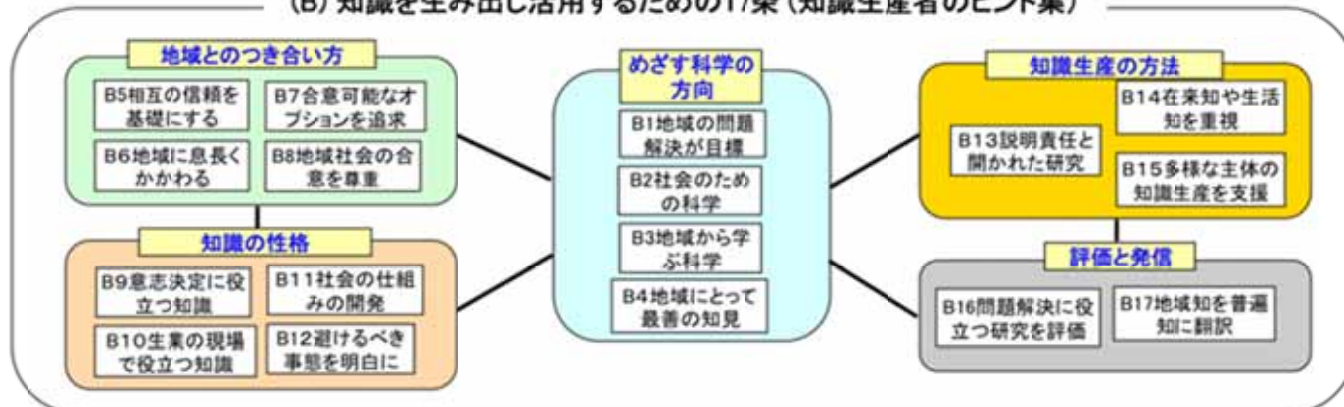 (B) 知識を生み出し活用するための17条 (知識生産者のヒント集)
地域とのつき合い方
B5相互の信頼を
基礎にする
B7合意可能なオ
プションを追求
B6地域に息長く
かかわる
B8地域社会の合
意を尊重
知識の性格
B9意志決定に役
立つ知識
B11社会の仕組
みの開発
B10生業の現場
で役立つ知識
B12避けるべき
事態を明白に
めざす科学の
方向
B1地域の問題
解決が目標
B2社会のため
の科学
B3地域から学
ぶ科学
B4地域にとって
最善の知見
知識生産の方法
B13説明責任と
開かれた研究
B14在来知や生活
知を重視
B15多様な主体の
知識生産を支援
評価と発信
B16問題解決に役
立つ研究を評価
B17地域知を普遍
知に翻訳